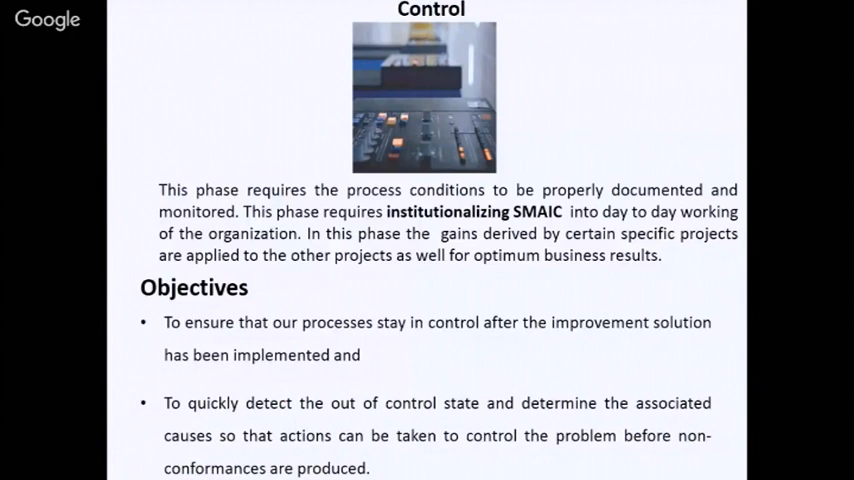 Google
Control
This phase requires the process conditions to be properly documented and
monitored. This phase requires institutionalizing SMAIC into day to day working
of the organization. In this phase the gains derived by certain specific projects
are applied to the other projects as well for optimum business results.
Objectives
• To ensure that our processes stay in control after the improvement solution
has been implemented and
• To quickly detect the out of control state and determine the associated
causes so that actions can be taken to control the problem before non-
conformances are produced.